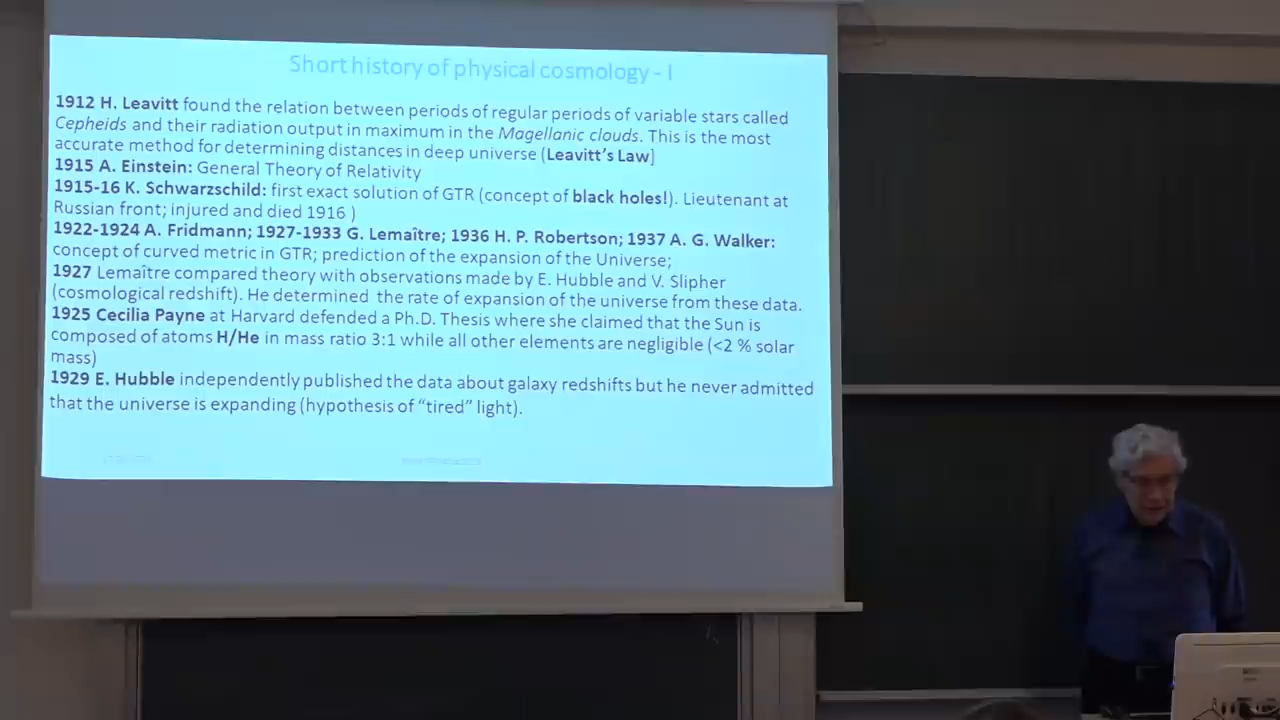 Short history of physical cosmology - I
1912 H. Leavitt found the relation between periods of regular periods of variable stars called
Cepheids and their radiation output in maximum in the Magellanic clouds. This is the most
accurate method for determining distances in deep universe (Leavitt's Law]
1915 A. Einstein: General Theory of Relativity
1915-16 K. Schwarzschild: first exact solution of GTR (concept of black holes!). Lieutenant at
Russian front; injured and died 1916 )
1922-1924 A. Fridmann; 1927-1933 G. Lemaître; 1936 H. P. Robertson; 1937 A. G. Walker:
concept of curved metric in GTR; prediction of the expansion of the Universe;
1927 Lemaître compared theory with observations made by E. Hubble and V. Slipher
(cosmological redshift). He determined the rate of expansion of the universe from these data.
1925 Cecilia Payne at Harvard defended a Ph.D. Thesis where she claimed that the Sun is
composed of atoms H/He in mass ratio 3:1 while all other elements are negligible (<2 % solar
mass)
1929 E. Hubble independently published the data about galaxy redshifts but he never admitted
that the universe is expanding (hypothesis of "tired" light).